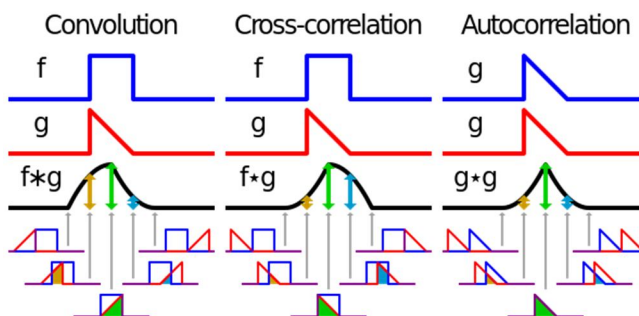 Convolution Cross-correlation Autocorrelation
f f g
g g g
f∗g f⋆g g⋆g